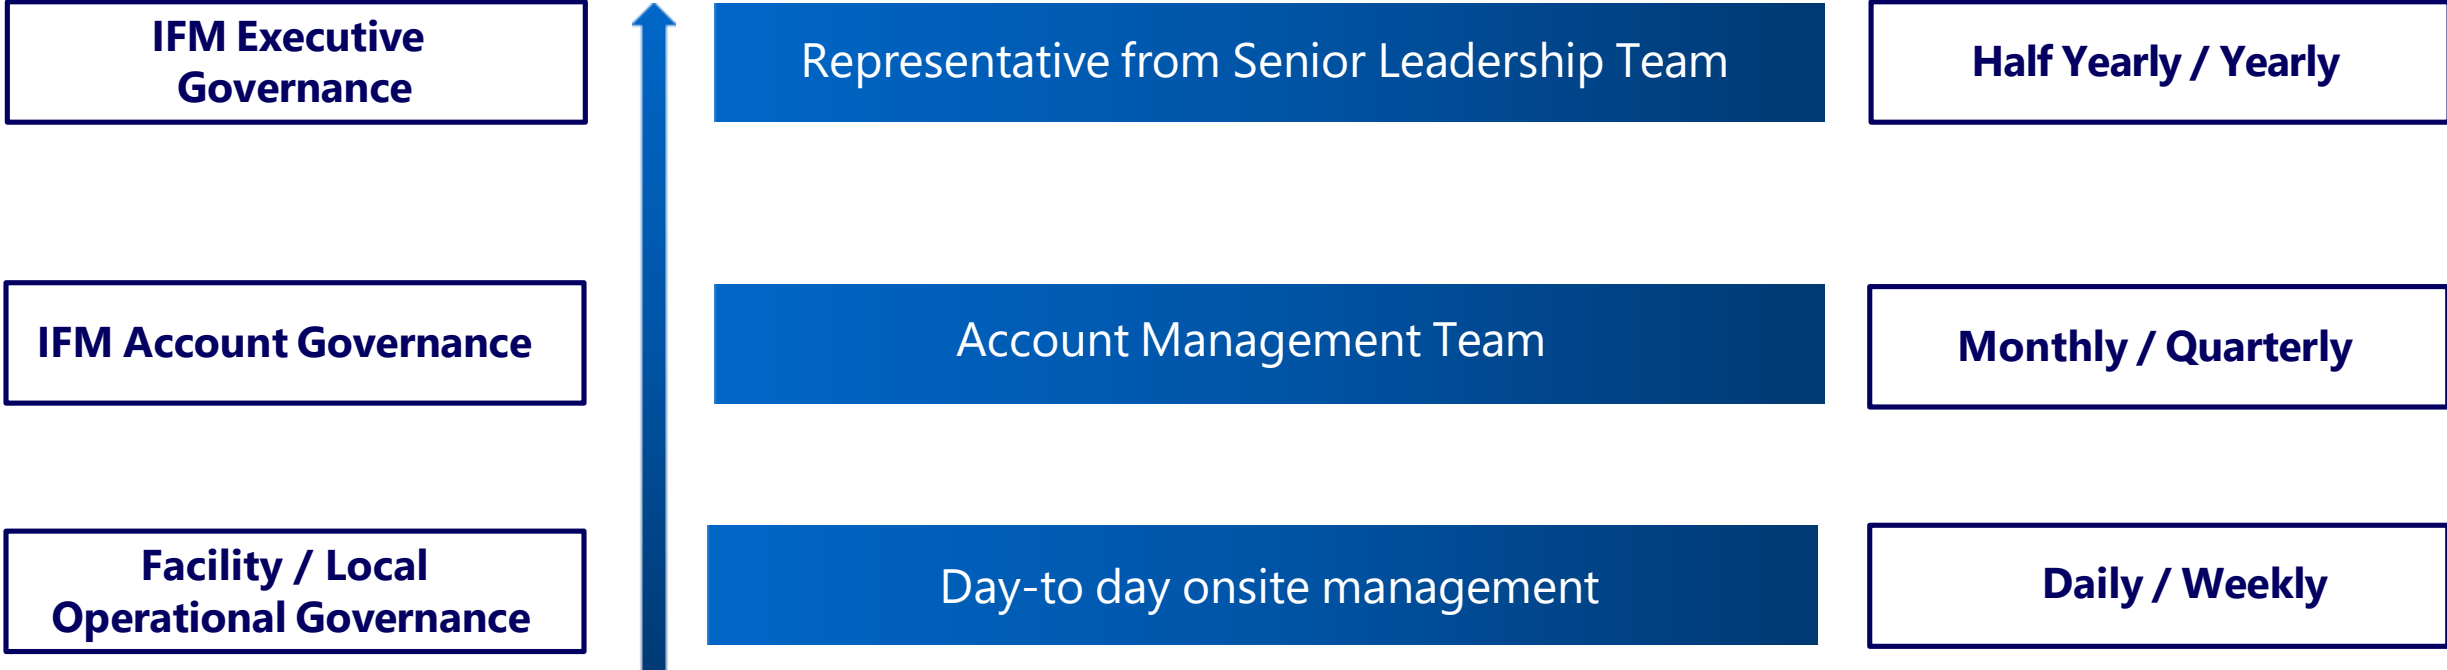 IFM Executive
Governance
Representative from Senior Leadership Team
Half Yearly / Yearly
IFM Account Governance
Account Management Team
Monthly / Quarterly
Facility / Local
Operational Governance
Day-to day onsite management
Daily / Weekly